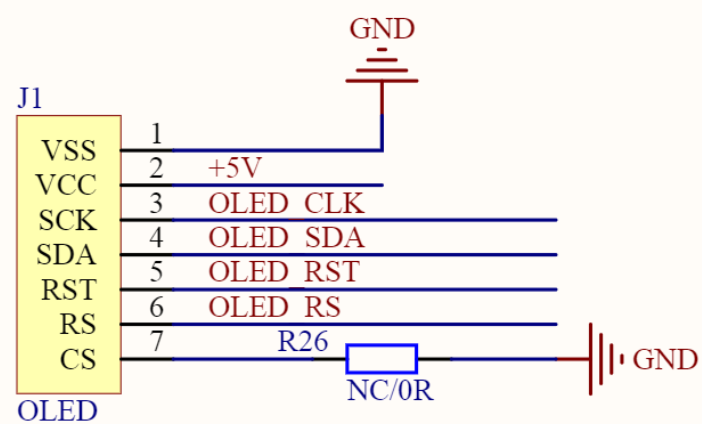 GND
J1
VSS 1
VCC 2 +5V
SCK 3 OLED_CLK
SDA 4 OLED_SDA
RST 5 OLED_RST
RS 6 OLED_RS
CS 7 R26 GND
NC/0R
OLED